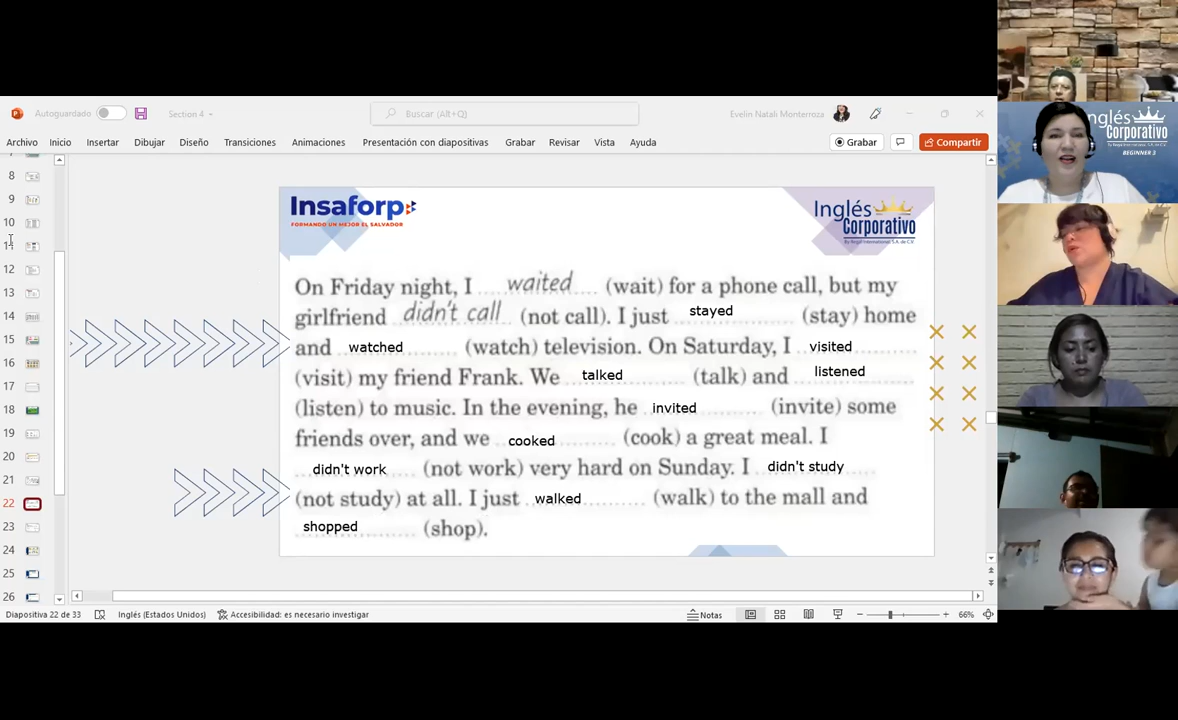 Autoguardado
Section 4
Buscar (Alt+Q)
Evelin Natali Monterroza
Archivo Inicio Insertar Dibujar Diseño Transiciones Animaciones Presentación con diapositivas Grabar Revisar Vista Ayuda
Grabar
Compartir
8
9
10
11
12
13
14
15
16
17
18
19
20
21
22
23
24
25
26
Insaforp
FORMANDO UN MEJOR EL SALVADOR
Inglés
Corporativo
By Regal International, S.A. de C.V.
On Friday night, I waited (wait) for a phone call, but my
girlfriend didn't call (not call). I just stayed (stay) home
and watched (watch) television. On Saturday, I visited
(visit) my friend Frank. We talked (talk) and listened
(listen) to music. In the evening, he invited (invite) some
friends over, and we cooked (cook) a great meal. I
didn't work (not work) very hard on Sunday. I didn't study
(not study) at all. I just walked (walk) to the mall and
shopped (shop).
Diapositiva 22 de 33
Inglés (Estados Unidos)
Accesibilidad: es necesario investigar
Notas
66%
Inglés
Corporativo
BEGINNER 3